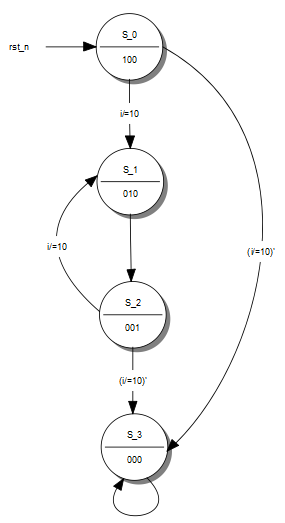 S_0
rst_n
100
i/=10
S_1
010
i/=10
(i/=10)'
S_2
001
(i/=10)'
S_3
000